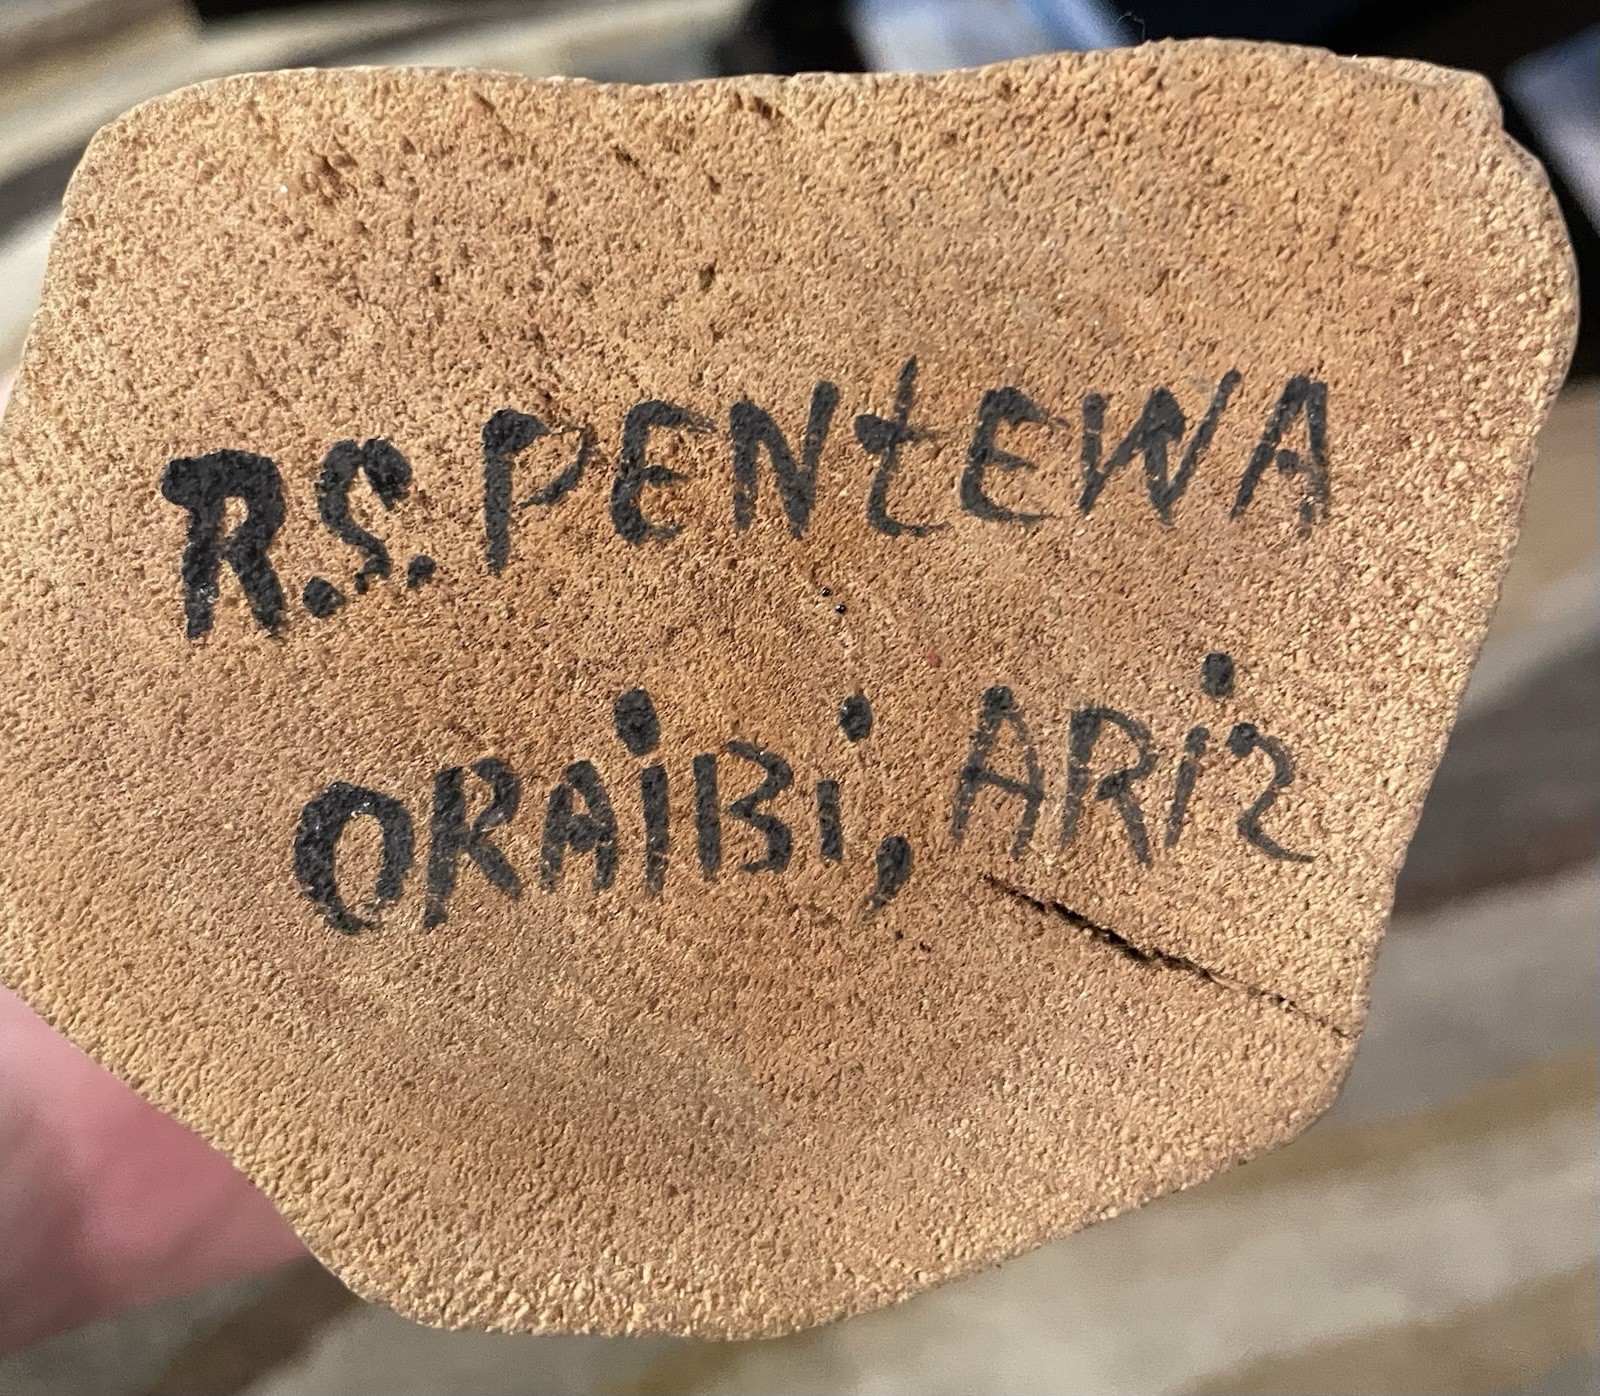 R.S. PENtEWA
ORAiBi, ARiz